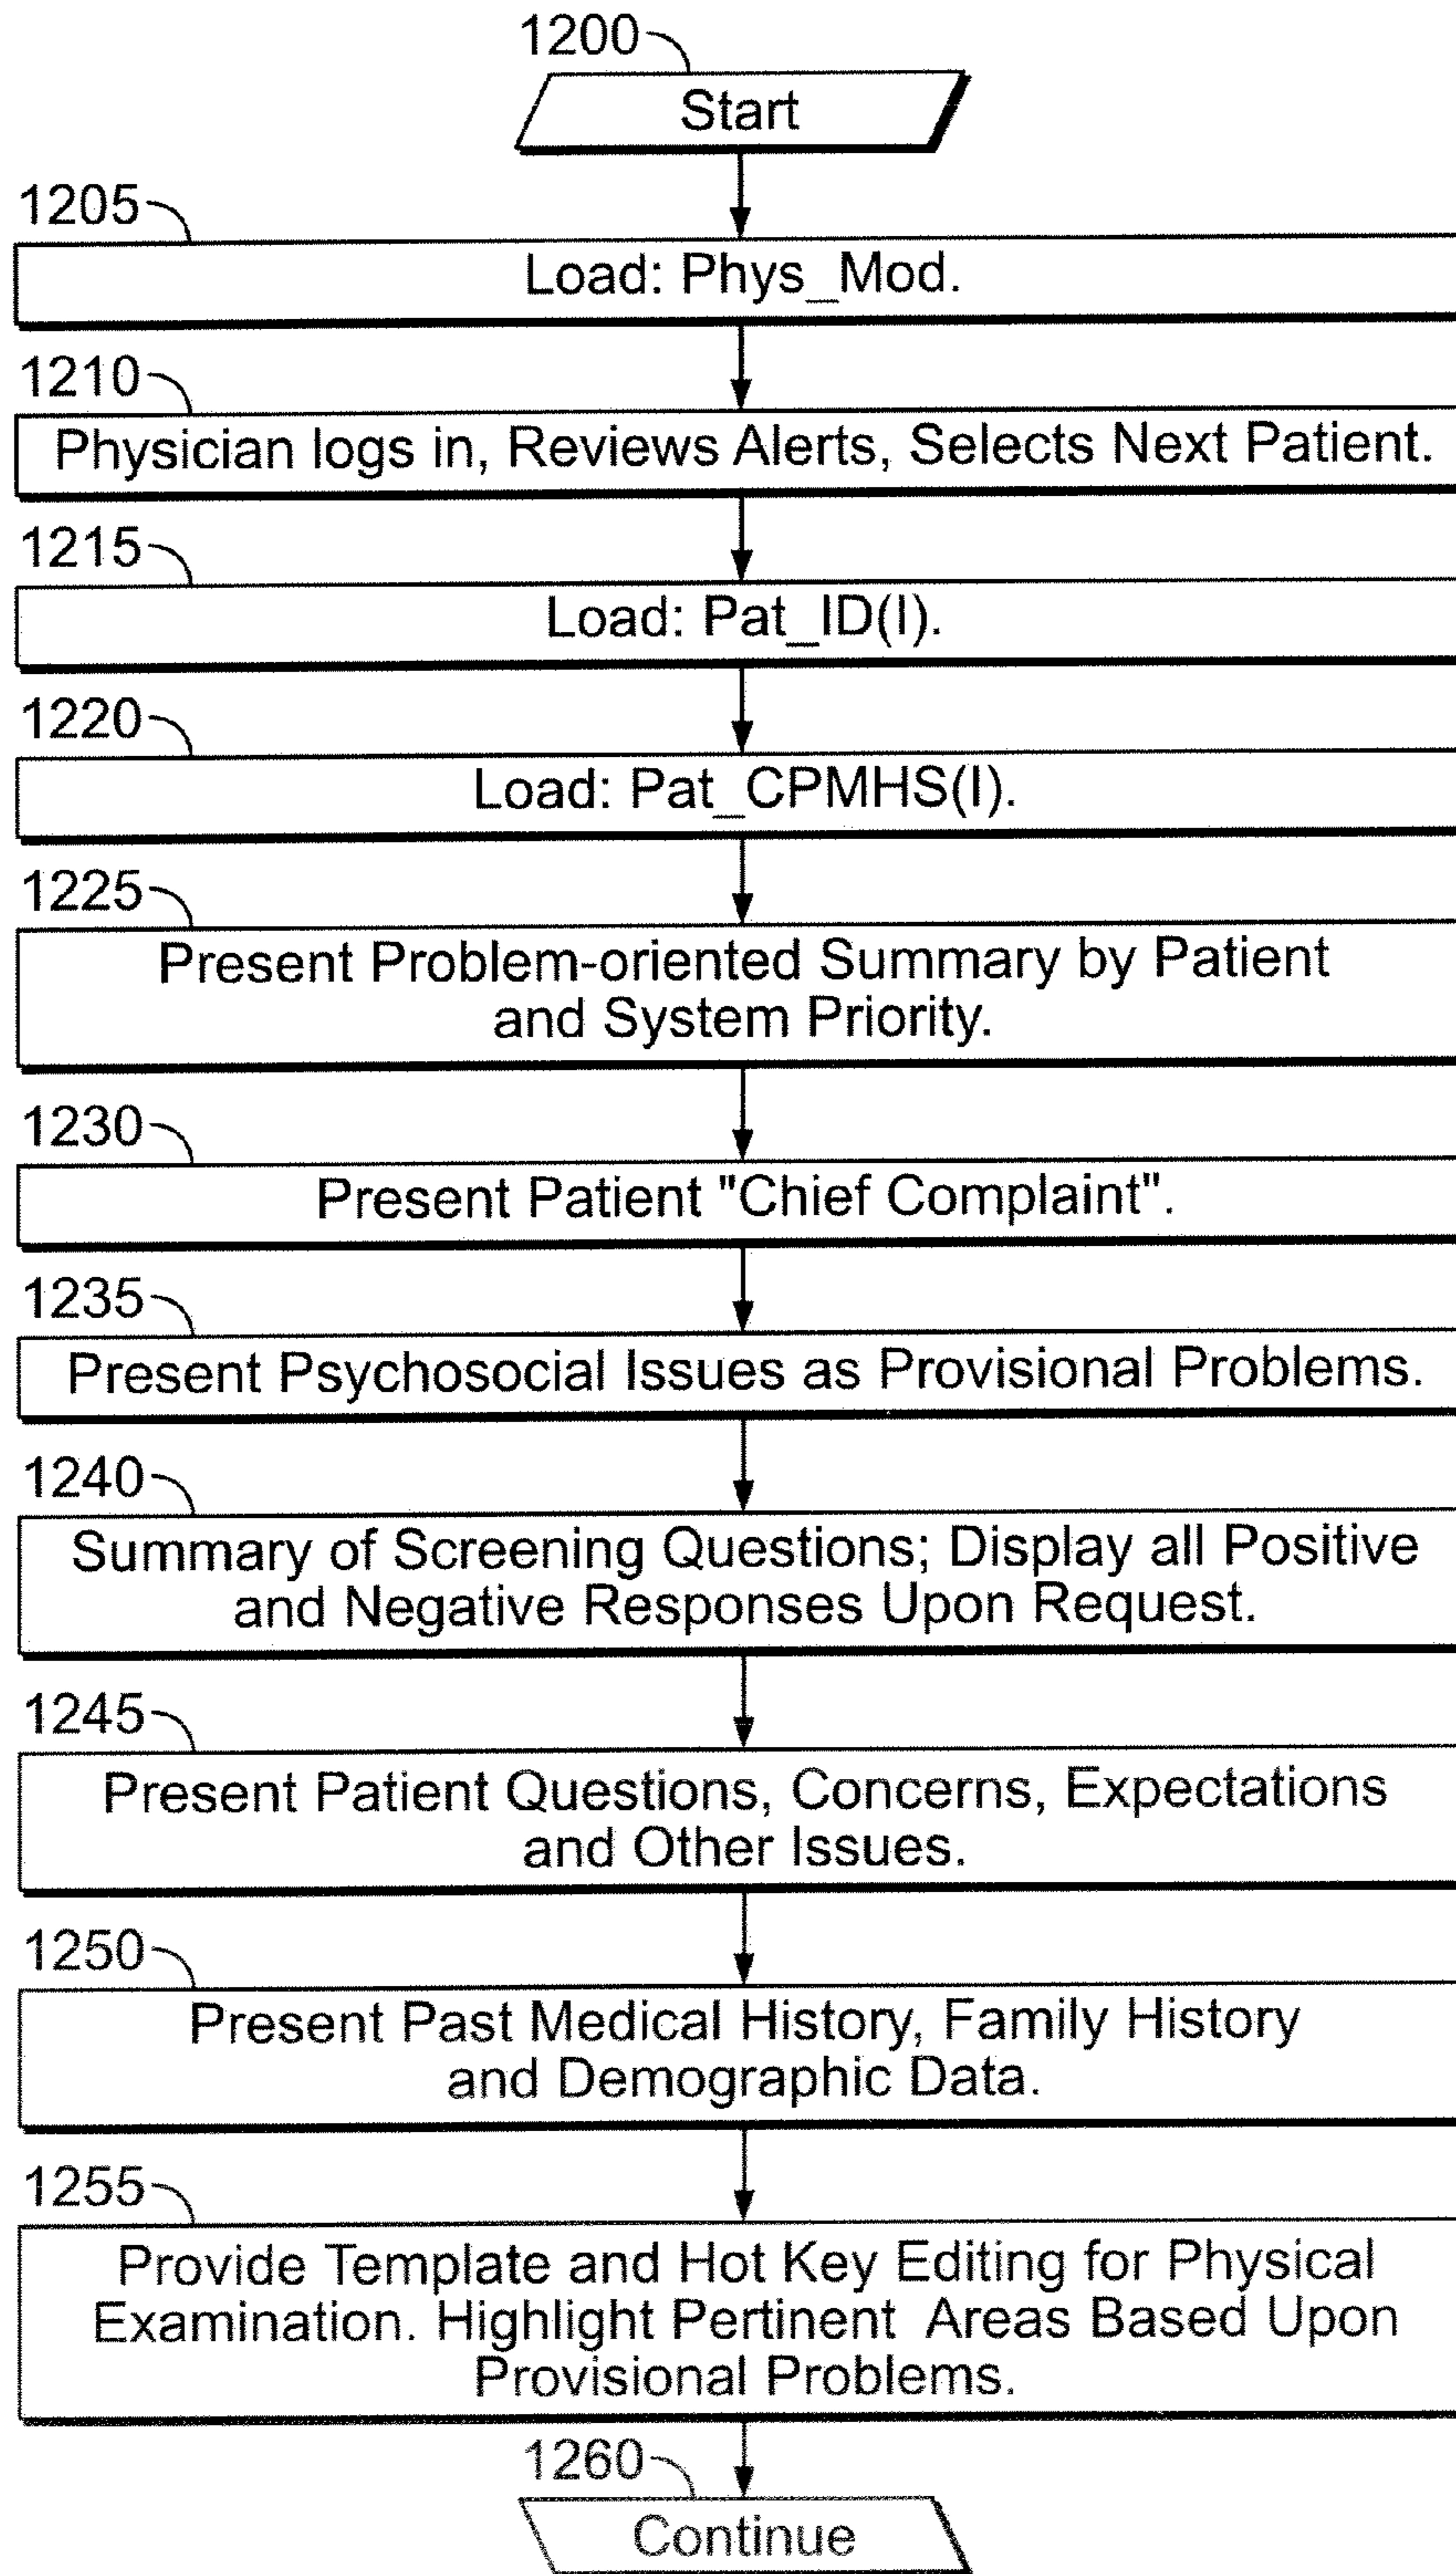 1200
Start
1205
Load: Phys_Mod.
1210
Physician logs in, Reviews Alerts, Selects Next Patient.
1215
Load: Pat_ID(I).
1220
Load: Pat_CPMHS(I).
1225
Present Problem-oriented Summary by Patient
and System Priority.
1230
Present Patient "Chief Complaint".
1235
Present Psychosocial Issues as Provisional Problems.
1240
Summary of Screening Questions; Display all Positive
and Negative Responses Upon Request.
1245
Present Patient Questions, Concerns, Expectations
and Other Issues.
1250
Present Past Medical History, Family History
and Demographic Data.
1255
Provide Template and Hot Key Editing for Physical
Examination. Highlight Pertinent Areas Based Upon
Provisional Problems.
1260
Continue